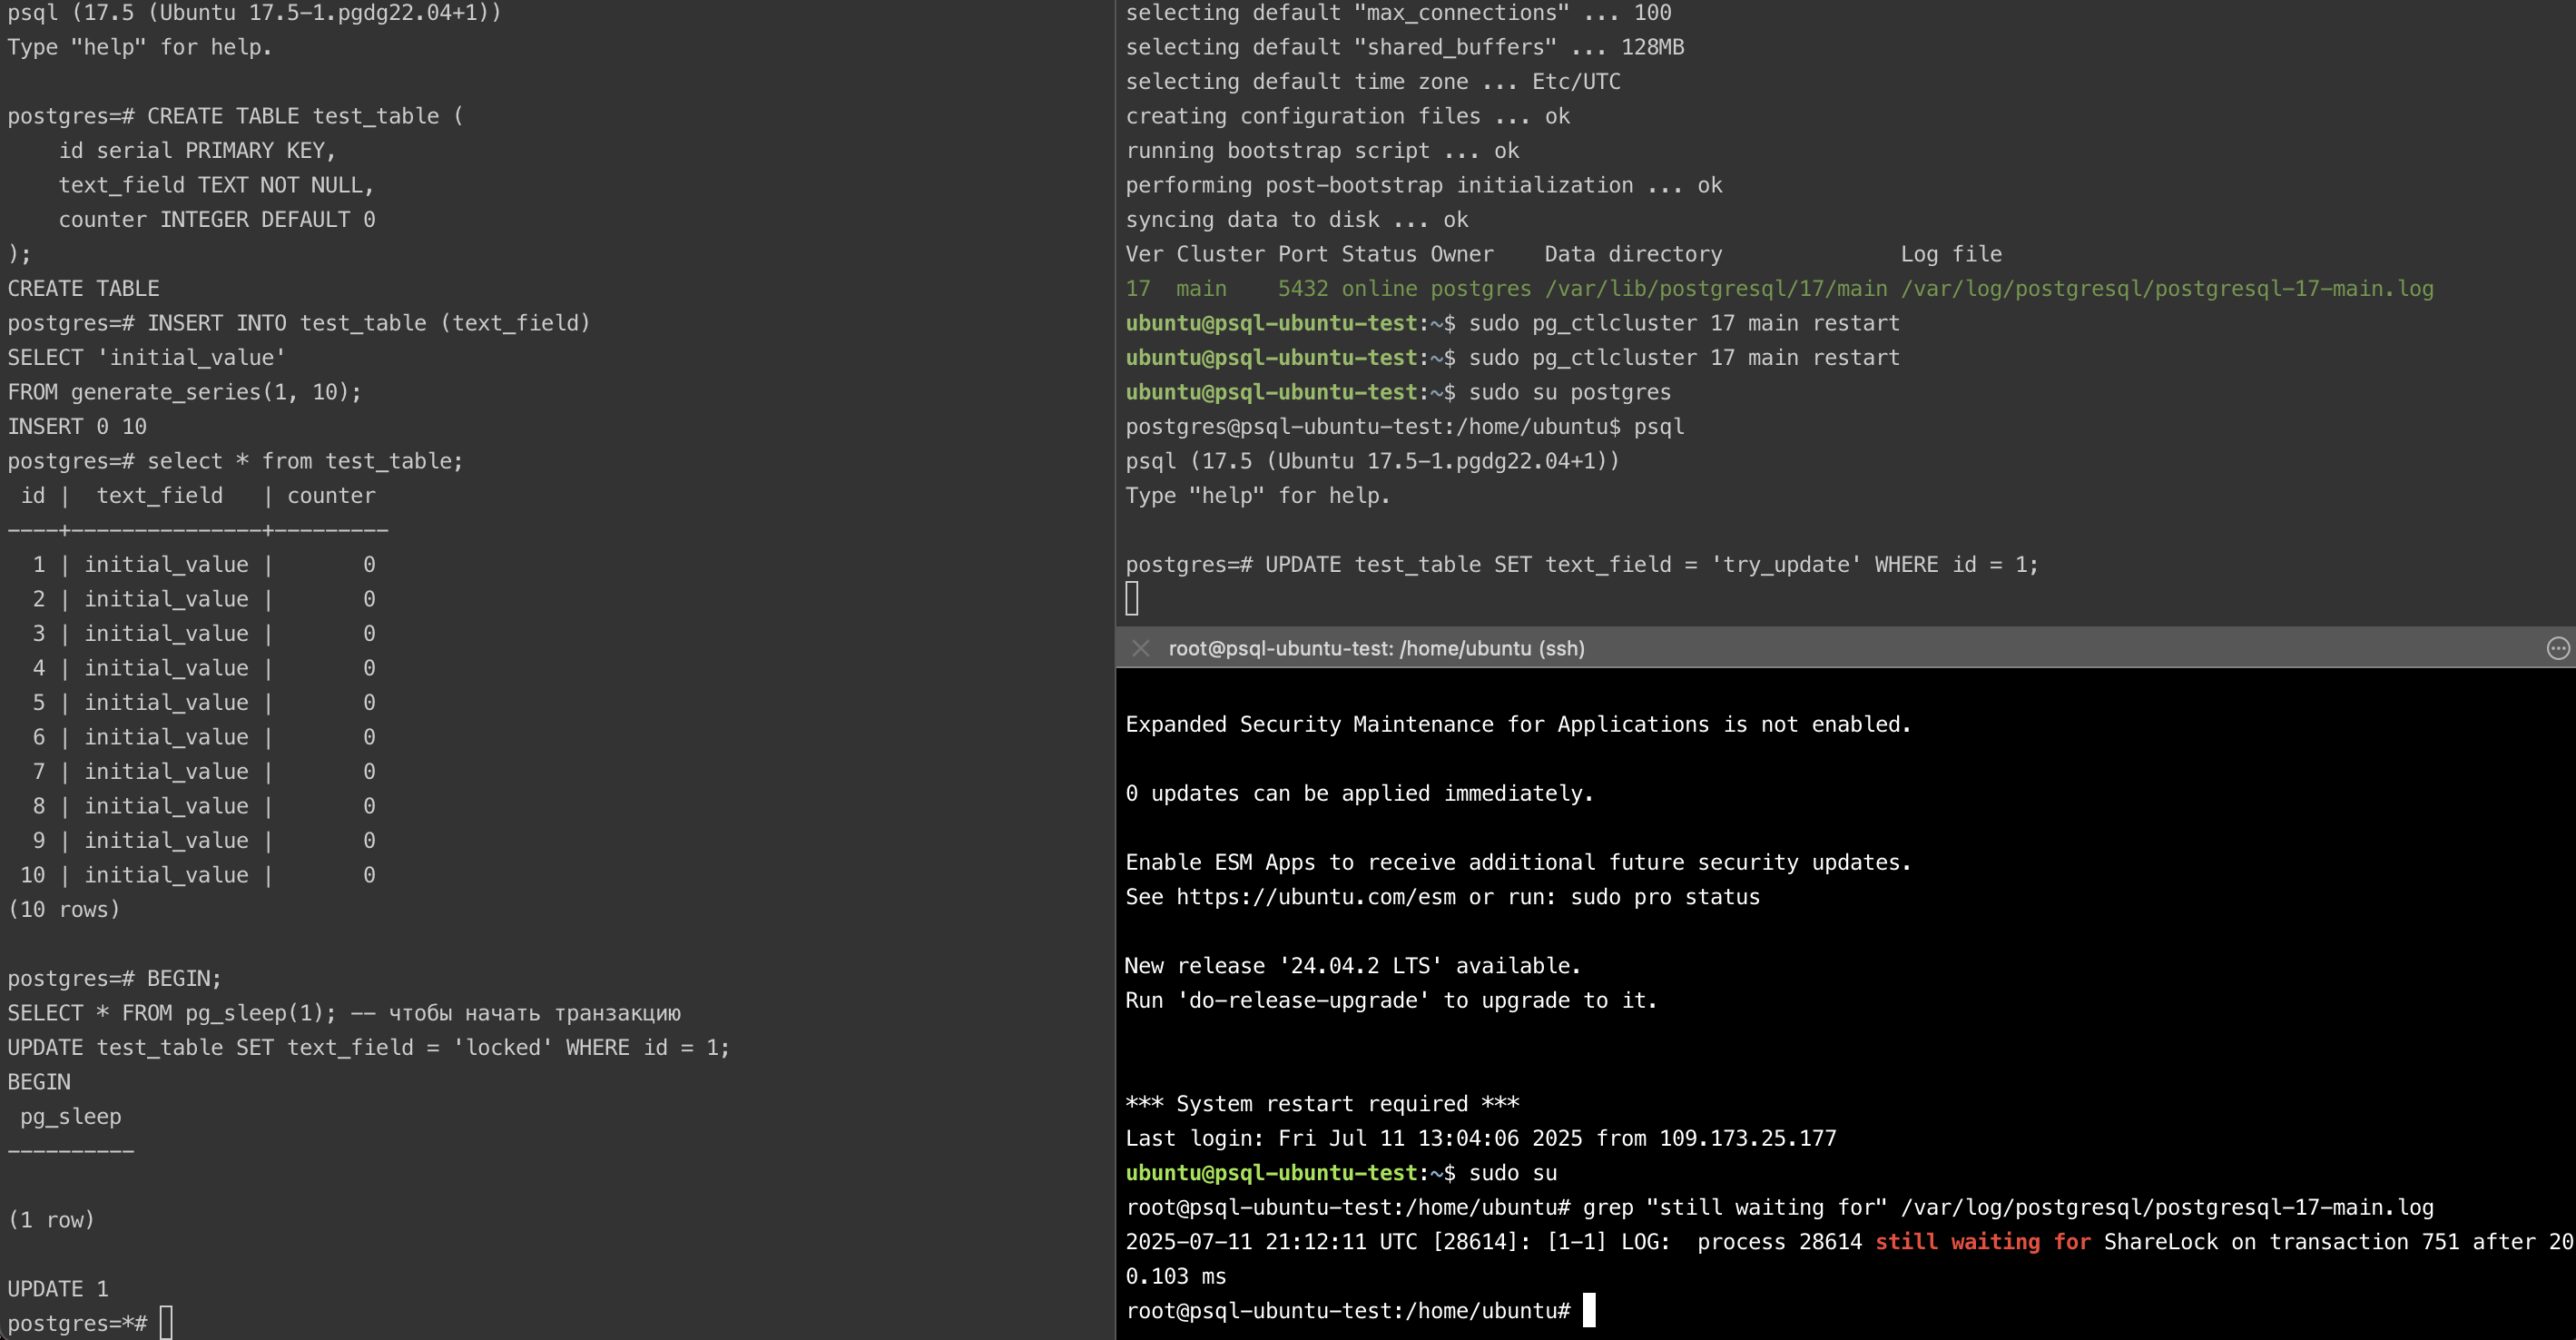 psql (17.5 (Ubuntu 17.5-1.pgdg22.04+1))
Type "help" for help.

postgres=# CREATE TABLE test_table (
    id serial PRIMARY KEY,
    text_field TEXT NOT NULL,
    counter INTEGER DEFAULT 0
);
CREATE TABLE
postgres=# INSERT INTO test_table (text_field)
SELECT 'initial_value'
FROM generate_series(1, 10);
INSERT 0 10
postgres=# select * from test_table;
 id |  text_field   | counter
----+---------------+---------
  1 | initial_value |       0
  2 | initial_value |       0
  3 | initial_value |       0
  4 | initial_value |       0
  5 | initial_value |       0
  6 | initial_value |       0
  7 | initial_value |       0
  8 | initial_value |       0
  9 | initial_value |       0
 10 | initial_value |       0
(10 rows)

postgres=# BEGIN;
SELECT * FROM pg_sleep(1); -- чтобы начать транзакцию
UPDATE test_table SET text_field = 'locked' WHERE id = 1;
BEGIN
 pg_sleep
----------

(1 row)

UPDATE 1
postgres=*#
selecting default "max_connections" ... 100
selecting default "shared_buffers" ... 128MB
selecting default time zone ... Etc/UTC
creating configuration files ... ok
running bootstrap script ... ok
performing post-bootstrap initialization ... ok
syncing data to disk ... ok
Ver Cluster Port Status Owner    Data directory              Log file
17  main    5432 online postgres /var/lib/postgresql/17/main /var/log/postgresql/postgresql-17-main.log
ubuntu@psql-ubuntu-test:~$ sudo pg_ctlcluster 17 main restart
ubuntu@psql-ubuntu-test:~$ sudo pg_ctlcluster 17 main restart
ubuntu@psql-ubuntu-test:~$ sudo su postgres
postgres@psql-ubuntu-test:/home/ubuntu$ psql
psql (17.5 (Ubuntu 17.5-1.pgdg22.04+1))
Type "help" for help.

postgres=# UPDATE test_table SET text_field = 'try_update' WHERE id = 1;
root@psql-ubuntu-test: /home/ubuntu (ssh)
Expanded Security Maintenance for Applications is not enabled.

0 updates can be applied immediately.

Enable ESM Apps to receive additional future security updates.
See https://ubuntu.com/esm or run: sudo pro status

New release '24.04.2 LTS' available.
Run 'do-release-upgrade' to upgrade to it.

*** System restart required ***
Last login: Fri Jul 11 13:04:06 2025 from 109.173.25.177
ubuntu@psql-ubuntu-test:~$ sudo su
root@psql-ubuntu-test:/home/ubuntu# grep "still waiting for" /var/log/postgresql/postgresql-17-main.log
2025-07-11 21:12:11 UTC [28614]: [1-1] LOG:  process 28614 still waiting for ShareLock on transaction 751 after 20
0.103 ms
root@psql-ubuntu-test:/home/ubuntu#